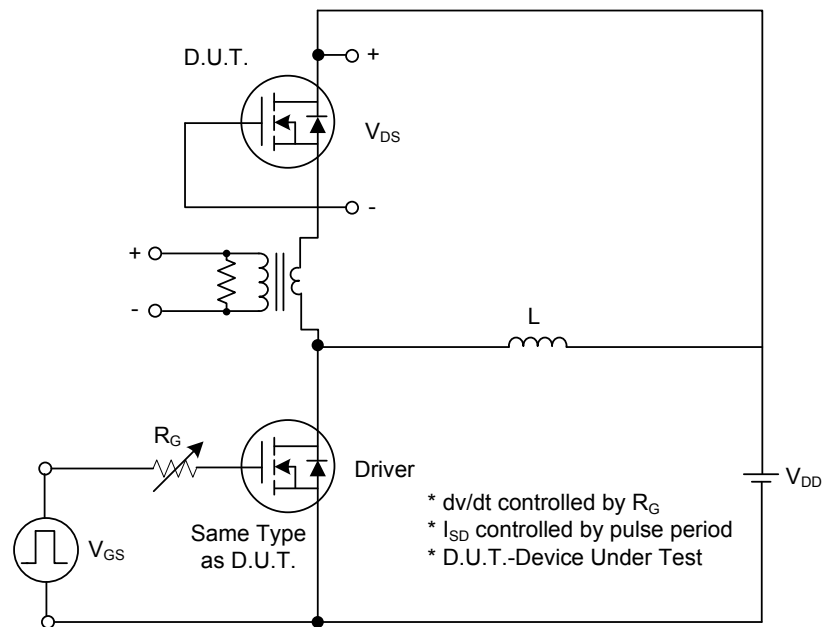 D.U.T.
+
VDS
-
+
-
L
RG
Driver
VDD
VGS
Same Type
as D.U.T.
* dv/dt controlled by RG
* ISD controlled by pulse period
* D.U.T.-Device Under Test